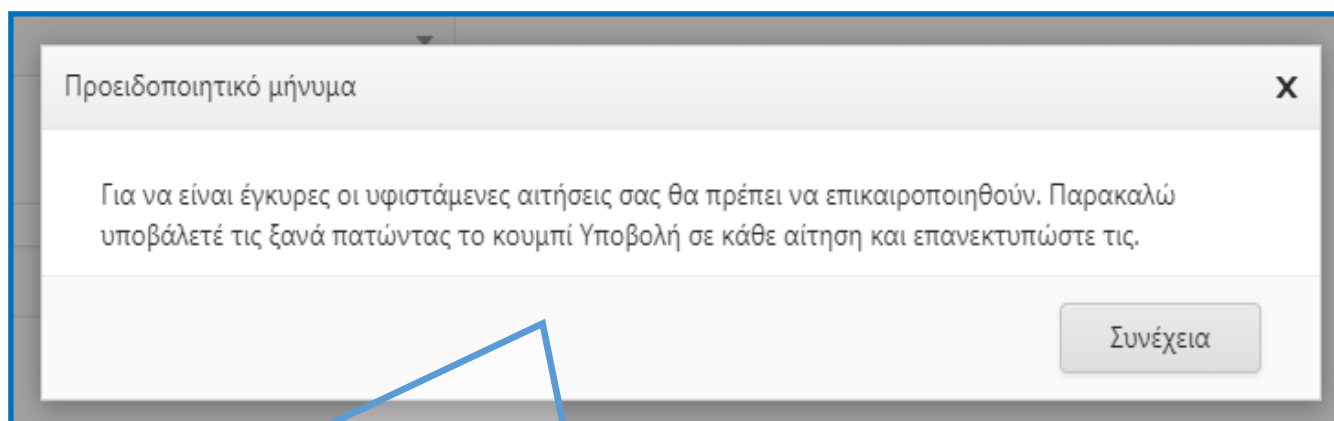 Προειδοποιητικό μήνυμα
X
Για να είναι έγκυρες οι υφιστάμενες αιτήσεις σας θα πρέπει να επικαιροποιηθούν. Παρακαλώ
υποβάλετέ τις ξανά πατώντας το κουμπί Υποβολή σε κάθε αίτηση και επανεκτυπώστε τις.
Συνέχεια